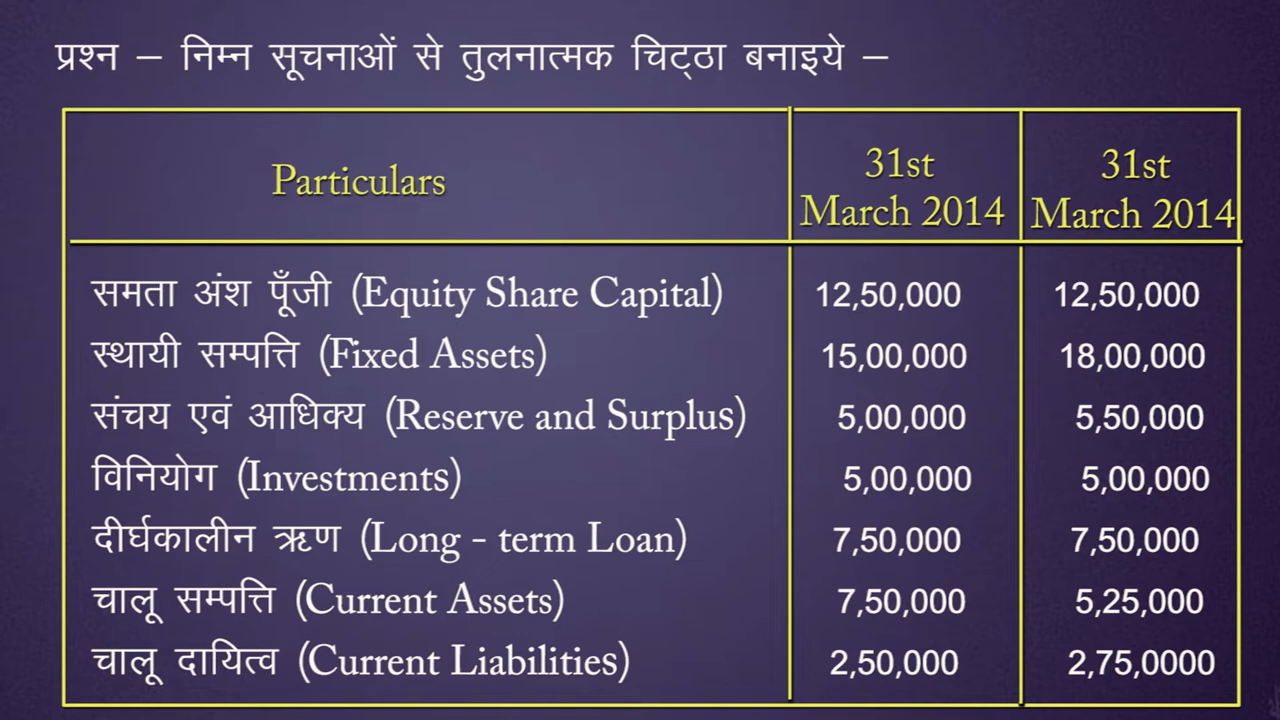 प्रश्न – निम्न सूचनाओं से तुलनात्मक चिट्ठा बनाइये –
Particulars 31st March 2014 31st March 2014
समता अंश पूँजी (Equity Share Capital) 12,50,000 12,50,000
स्थायी सम्पत्ति (Fixed Assets) 15,00,000 18,00,000
संचय एवं आधिक्य (Reserve and Surplus) 5,00,000 5,50,000
विनियोग (Investments) 5,00,000 5,00,000
दीर्घकालीन ऋण (Long - term Loan) 7,50,000 7,50,000
चालू सम्पत्ति (Current Assets) 7,50,000 5,25,000
चालू दायित्व (Current Liabilities) 2,50,000 2,75,0000